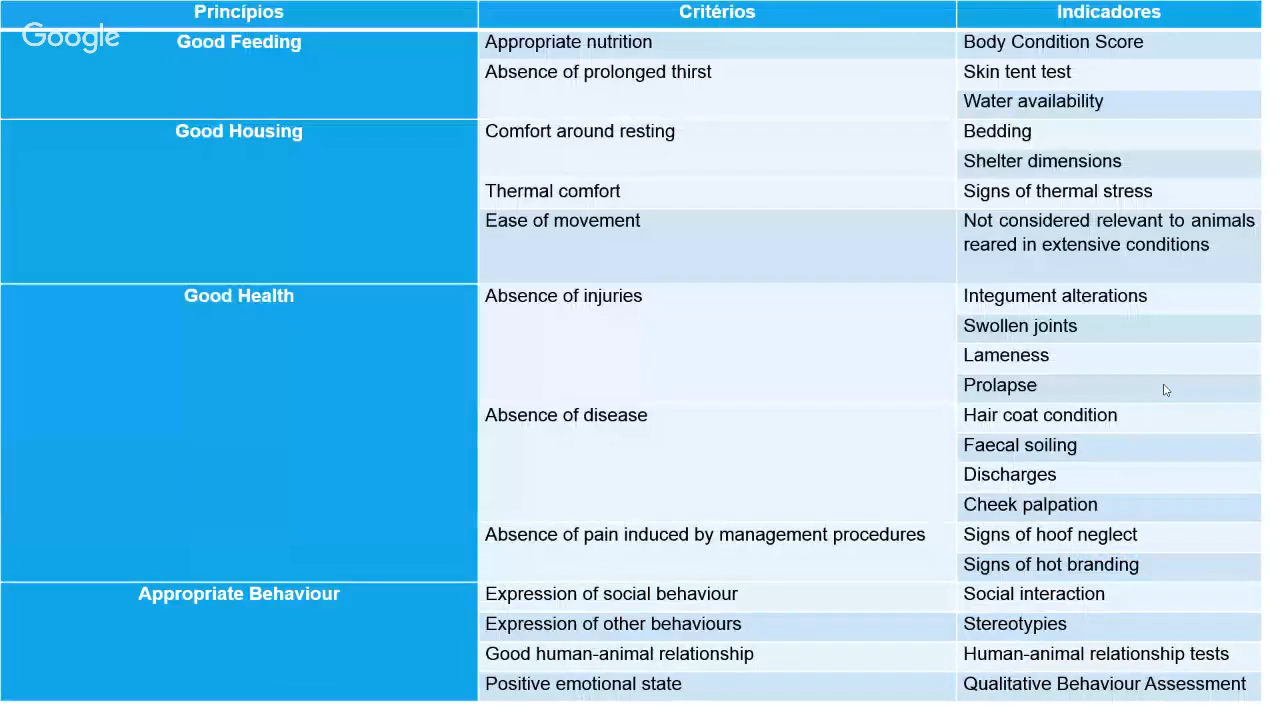 Princípios Critérios Indicadores
Google
Good Feeding Appropriate nutrition Body Condition Score
Absence of prolonged thirst Skin tent test
Water availability
Good Housing Comfort around resting Bedding
Shelter dimensions
Thermal comfort Signs of thermal stress
Ease of movement Not considered relevant to animals
reared in extensive conditions
Good Health Absence of injuries Integument alterations
Swollen joints
Lameness
Prolapse
Absence of disease Hair coat condition
Faecal soiling
Discharges
Cheek palpation
Absence of pain induced by management procedures Signs of hoof neglect
Signs of hot branding
Appropriate Behaviour Expression of social behaviour Social interaction
Expression of other behaviours Stereotypies
Good human-animal relationship Human-animal relationship tests
Positive emotional state Qualitative Behaviour Assessment